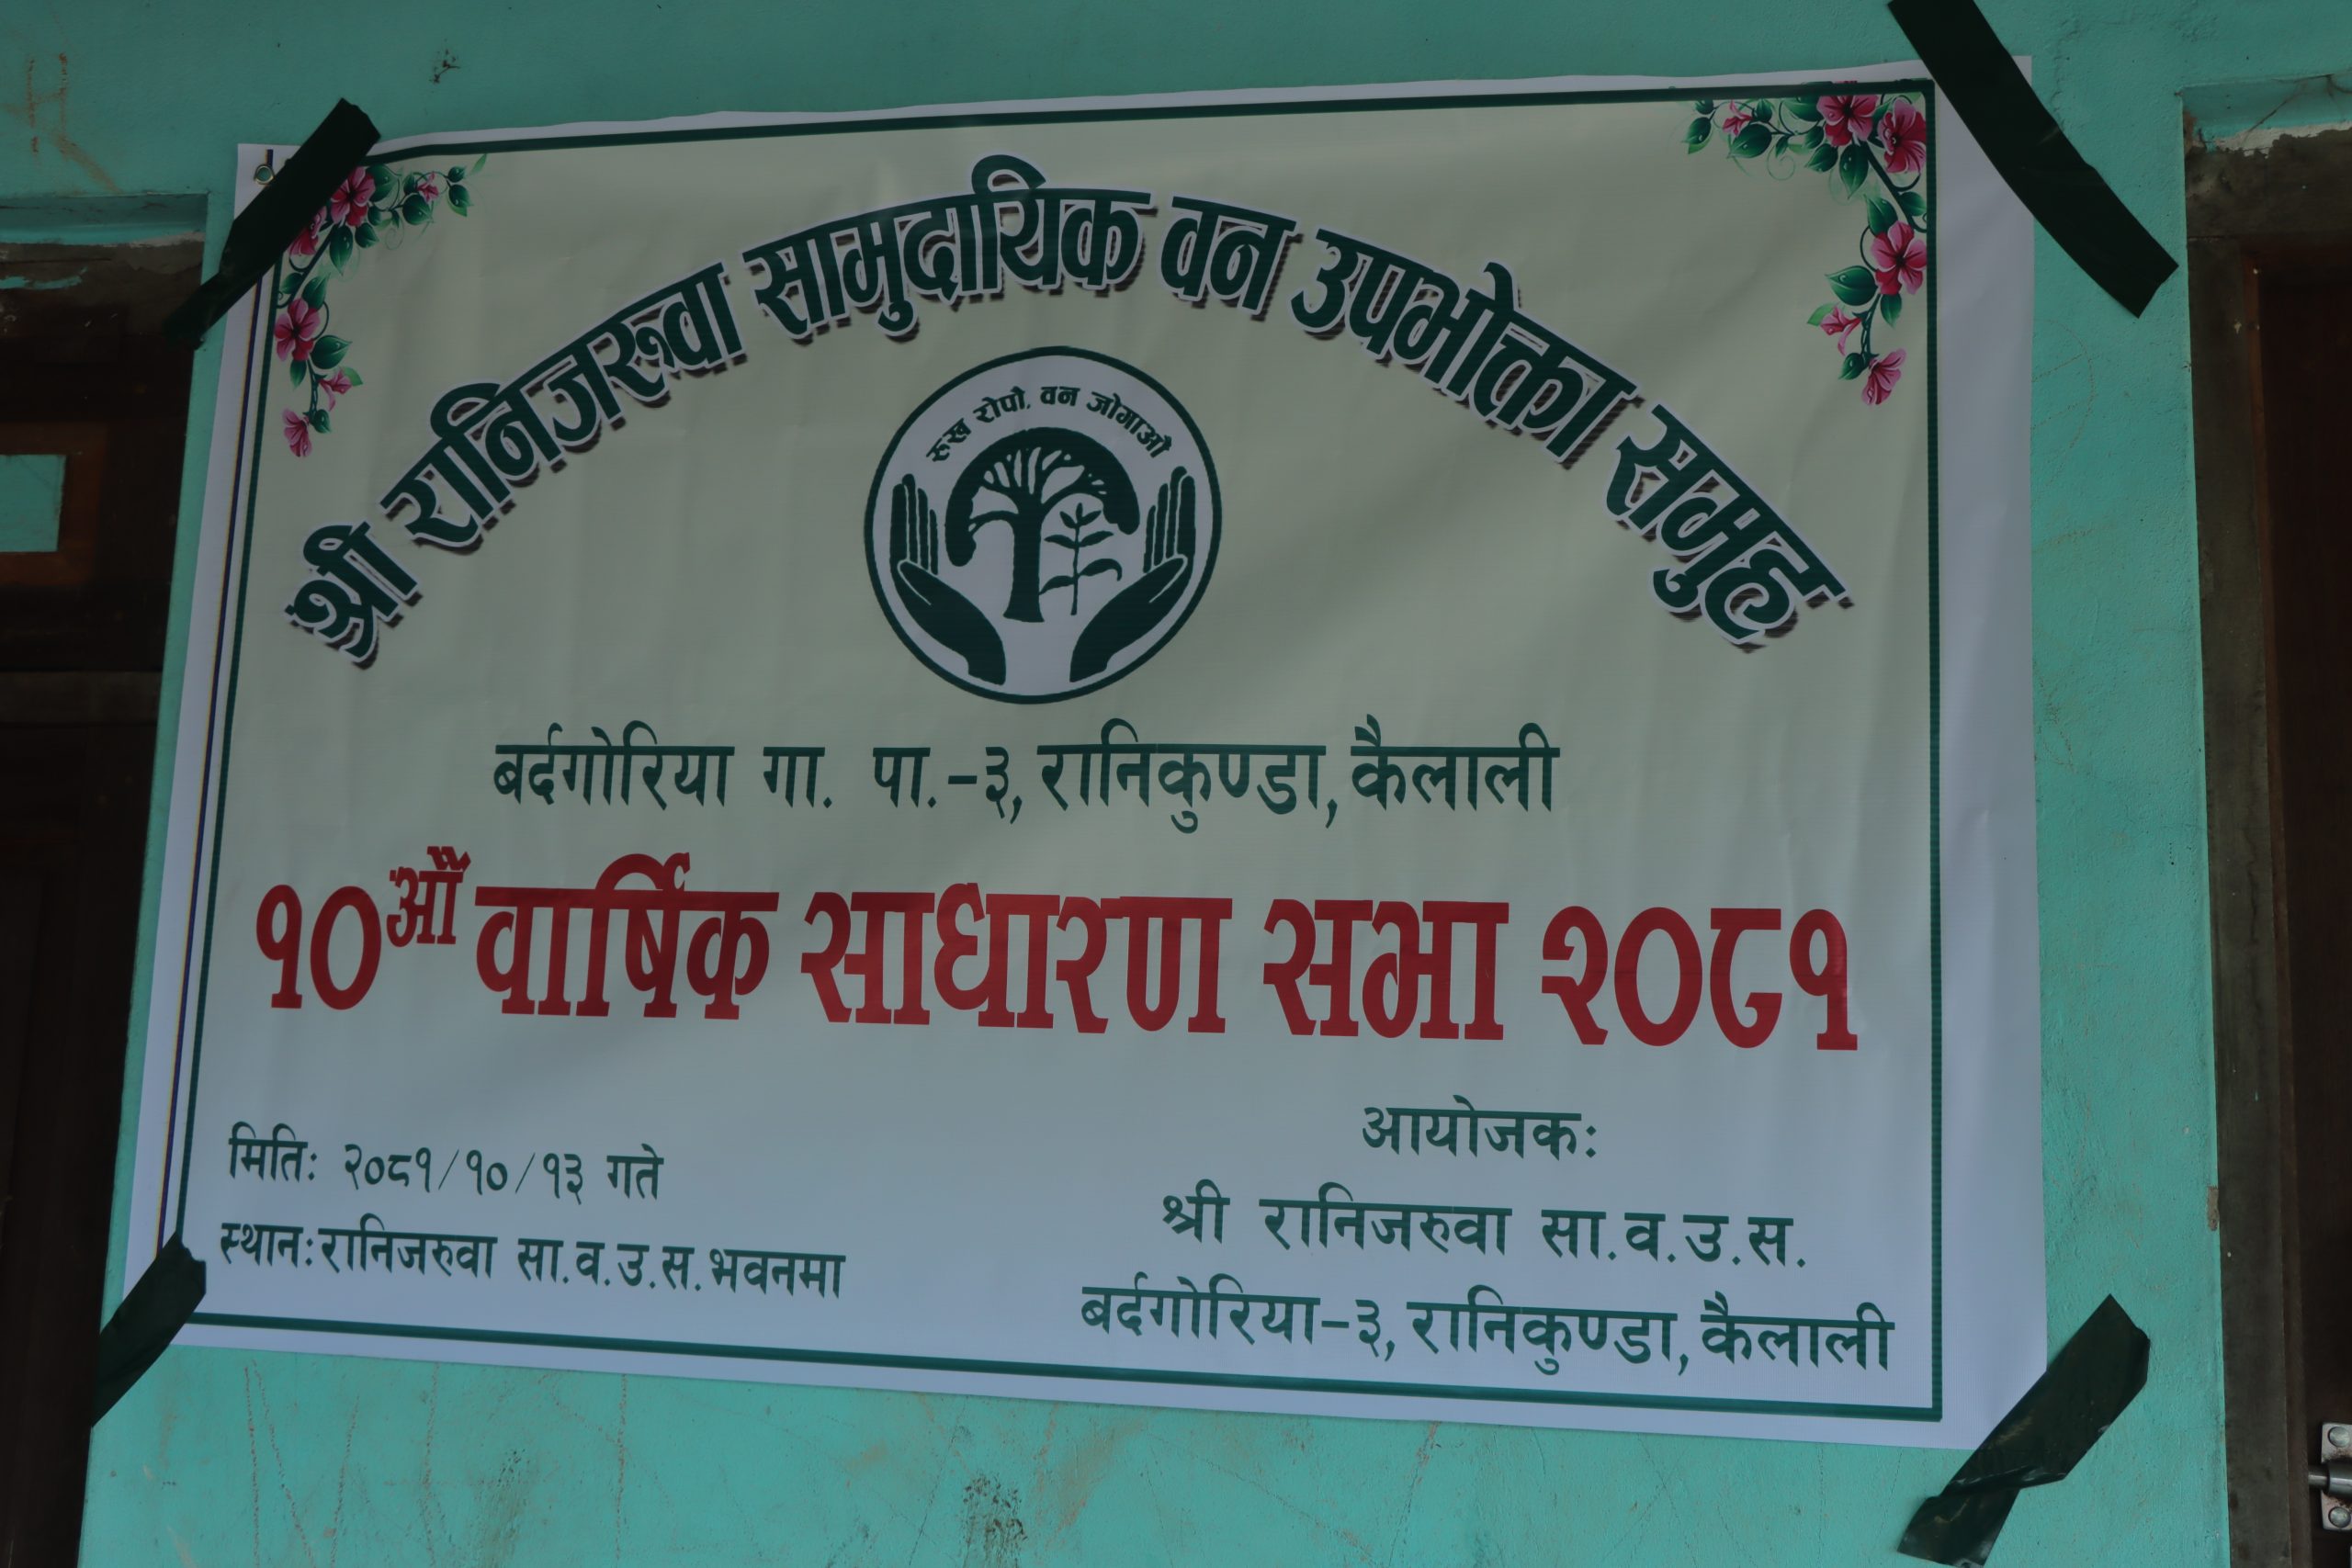 श्री रानिजरूवा सामुदायिक वन उपभोक्ता समुह
रूख रोपौ, वन जोगाऔ
बर्दगोरिया गा. पा.-३, रानिकुण्डा, कैलाली
१०औं वार्षिक साधारण सभा २०८१
मितिः २०८१/१०/१३ गते
स्थानः रानिजरुवा सा.व.उ.स.भवनमा
आयोजकः
श्री रानिजरुवा सा.व.उ.स.
बर्दगोरिया-३, रानिकुण्डा, कैलाली